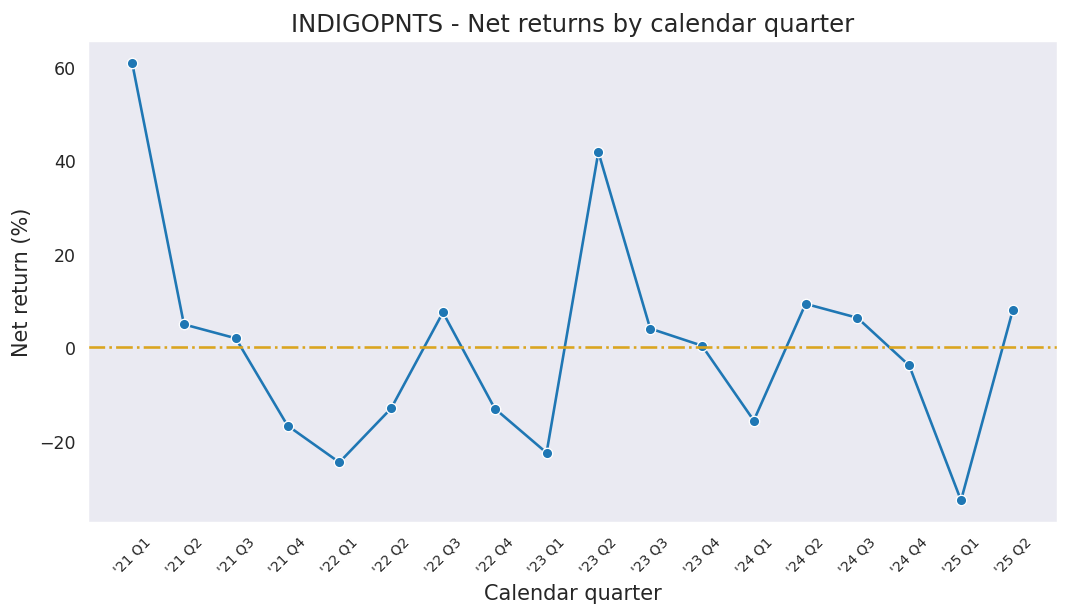 INDIGOPNTS - Net returns by calendar quarter
Net return (%)
60
40
20
0
−20
'21 Q1
'21 Q2
'21 Q3
'21 Q4
'22 Q1
'22 Q2
'22 Q3
'22 Q4
'23 Q1
'23 Q2
'23 Q3
'23 Q4
'24 Q1
'24 Q2
'24 Q3
'24 Q4
'25 Q1
'25 Q2
Calendar quarter